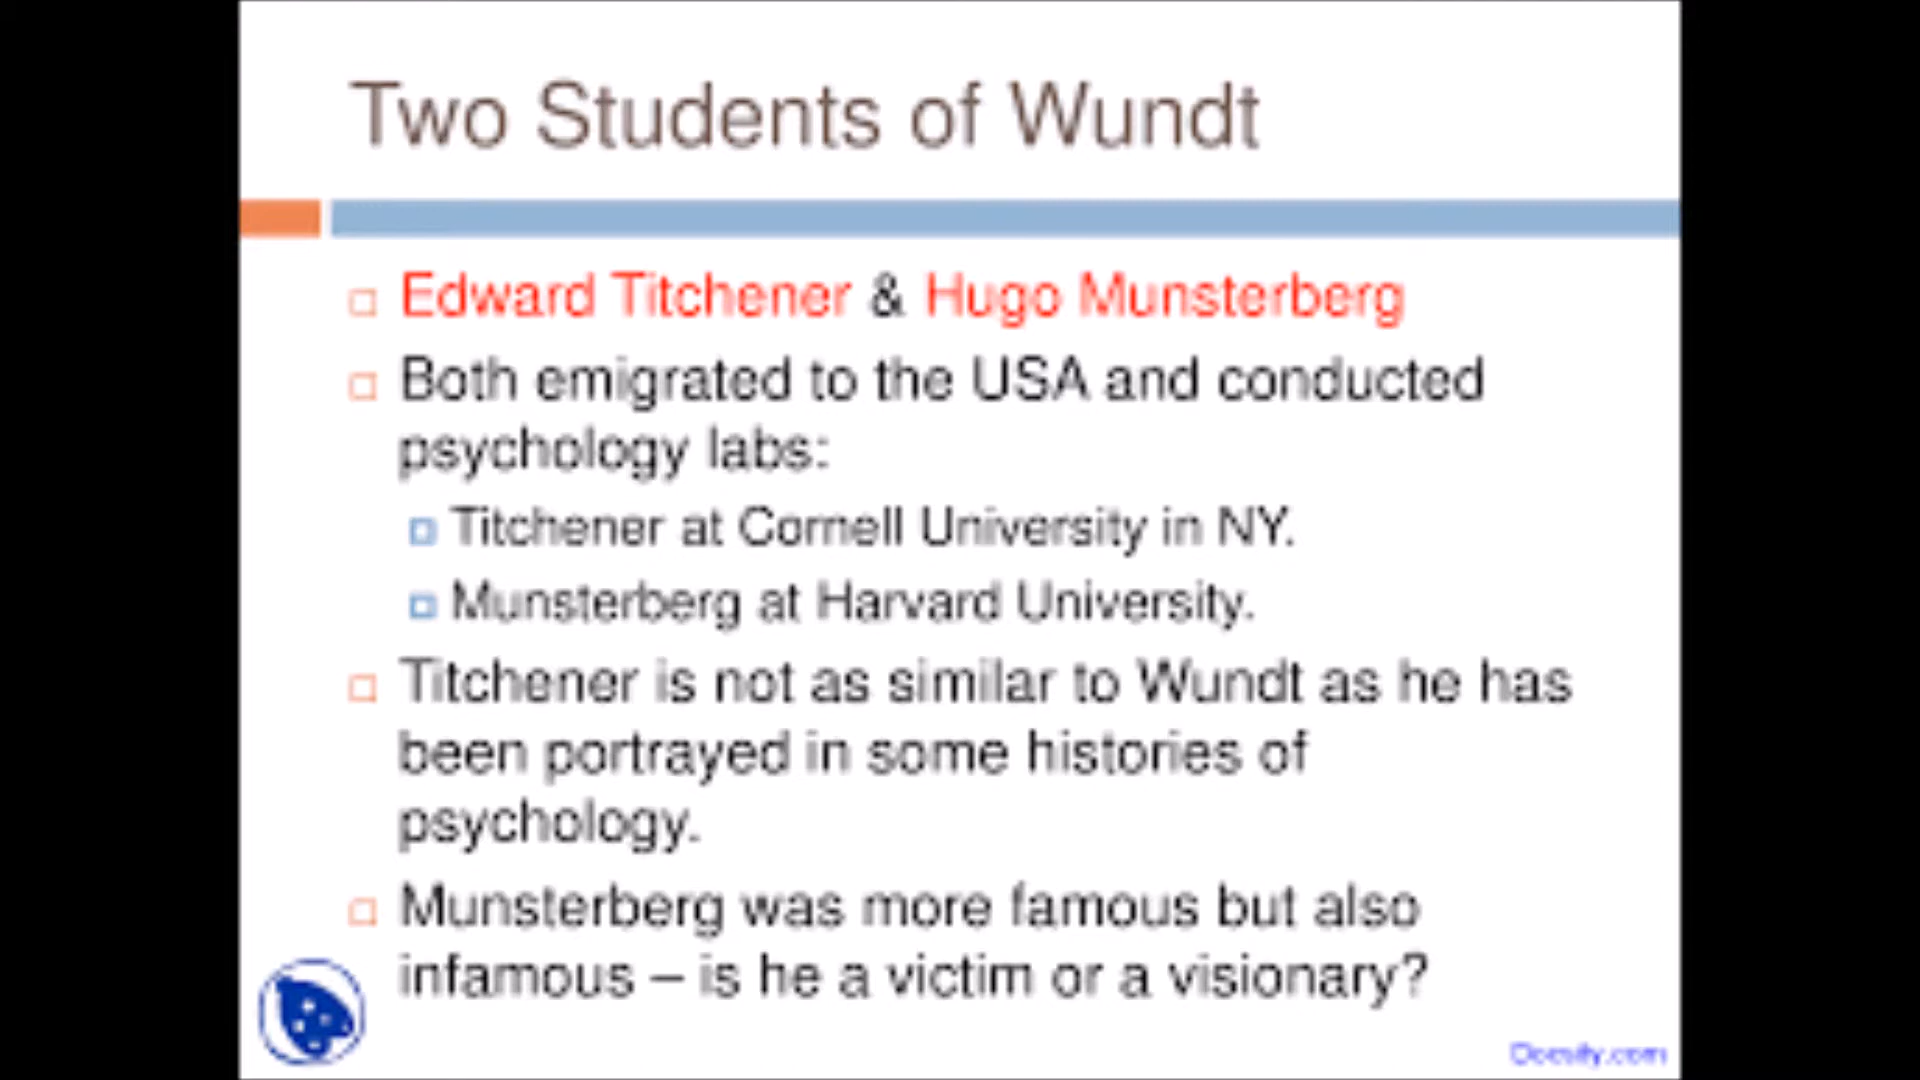 Two Students of Wundt
Edward Titchener & Hugo Munsterberg
Both emigrated to the USA and conducted
psychology labs:
Titchener at Cornell University in NY.
Munsterberg at Harvard University.
Titchener is not as similar to Wundt as he has
been portrayed in some histories of
psychology.
Munsterberg was more famous but also
infamous – is he a victim or a visionary?
Docsity.com